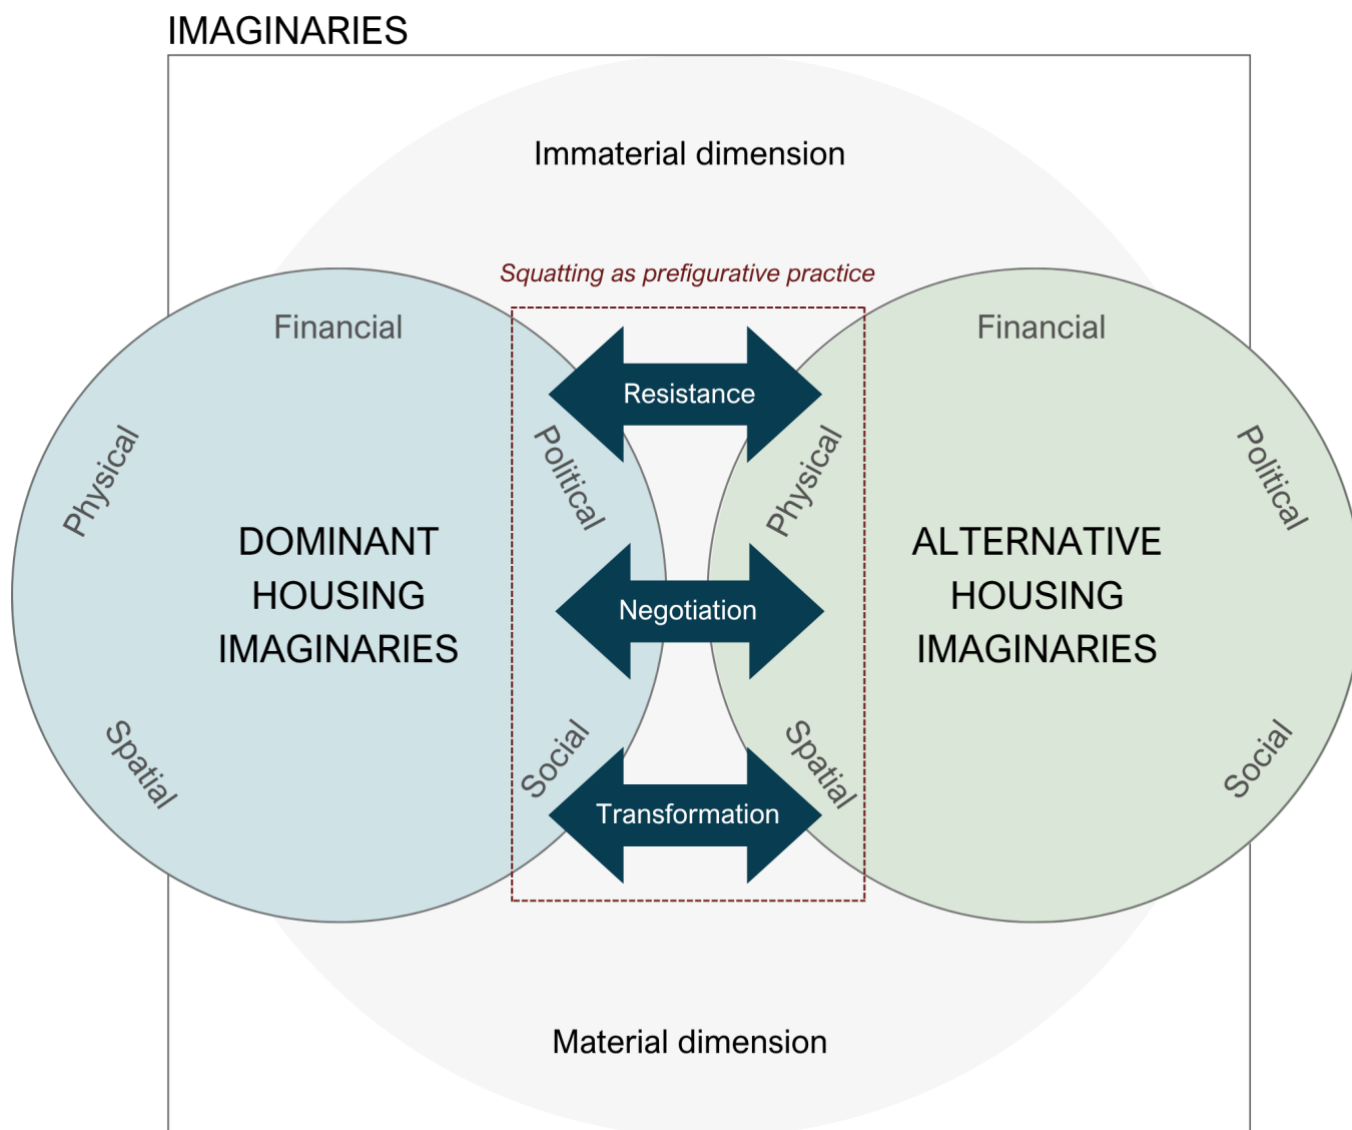 IMAGINARIES
Immaterial dimension
Squatting as prefigurative practice
Financial
Financial
Resistance
Physical
Political
Physical
Political
DOMINANT
HOUSING
IMAGINARIES
ALTERNATIVE
HOUSING
IMAGINARIES
Negotiation
Spatial
Social
Spatial
Social
Transformation
Material dimension